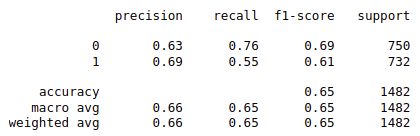 precision recall f1-score support
0 0.63 0.76 0.69 750
1 0.69 0.55 0.61 732
accuracy 0.65 1482
macro avg 0.66 0.65 0.65 1482
weighted avg 0.66 0.65 0.65 1482